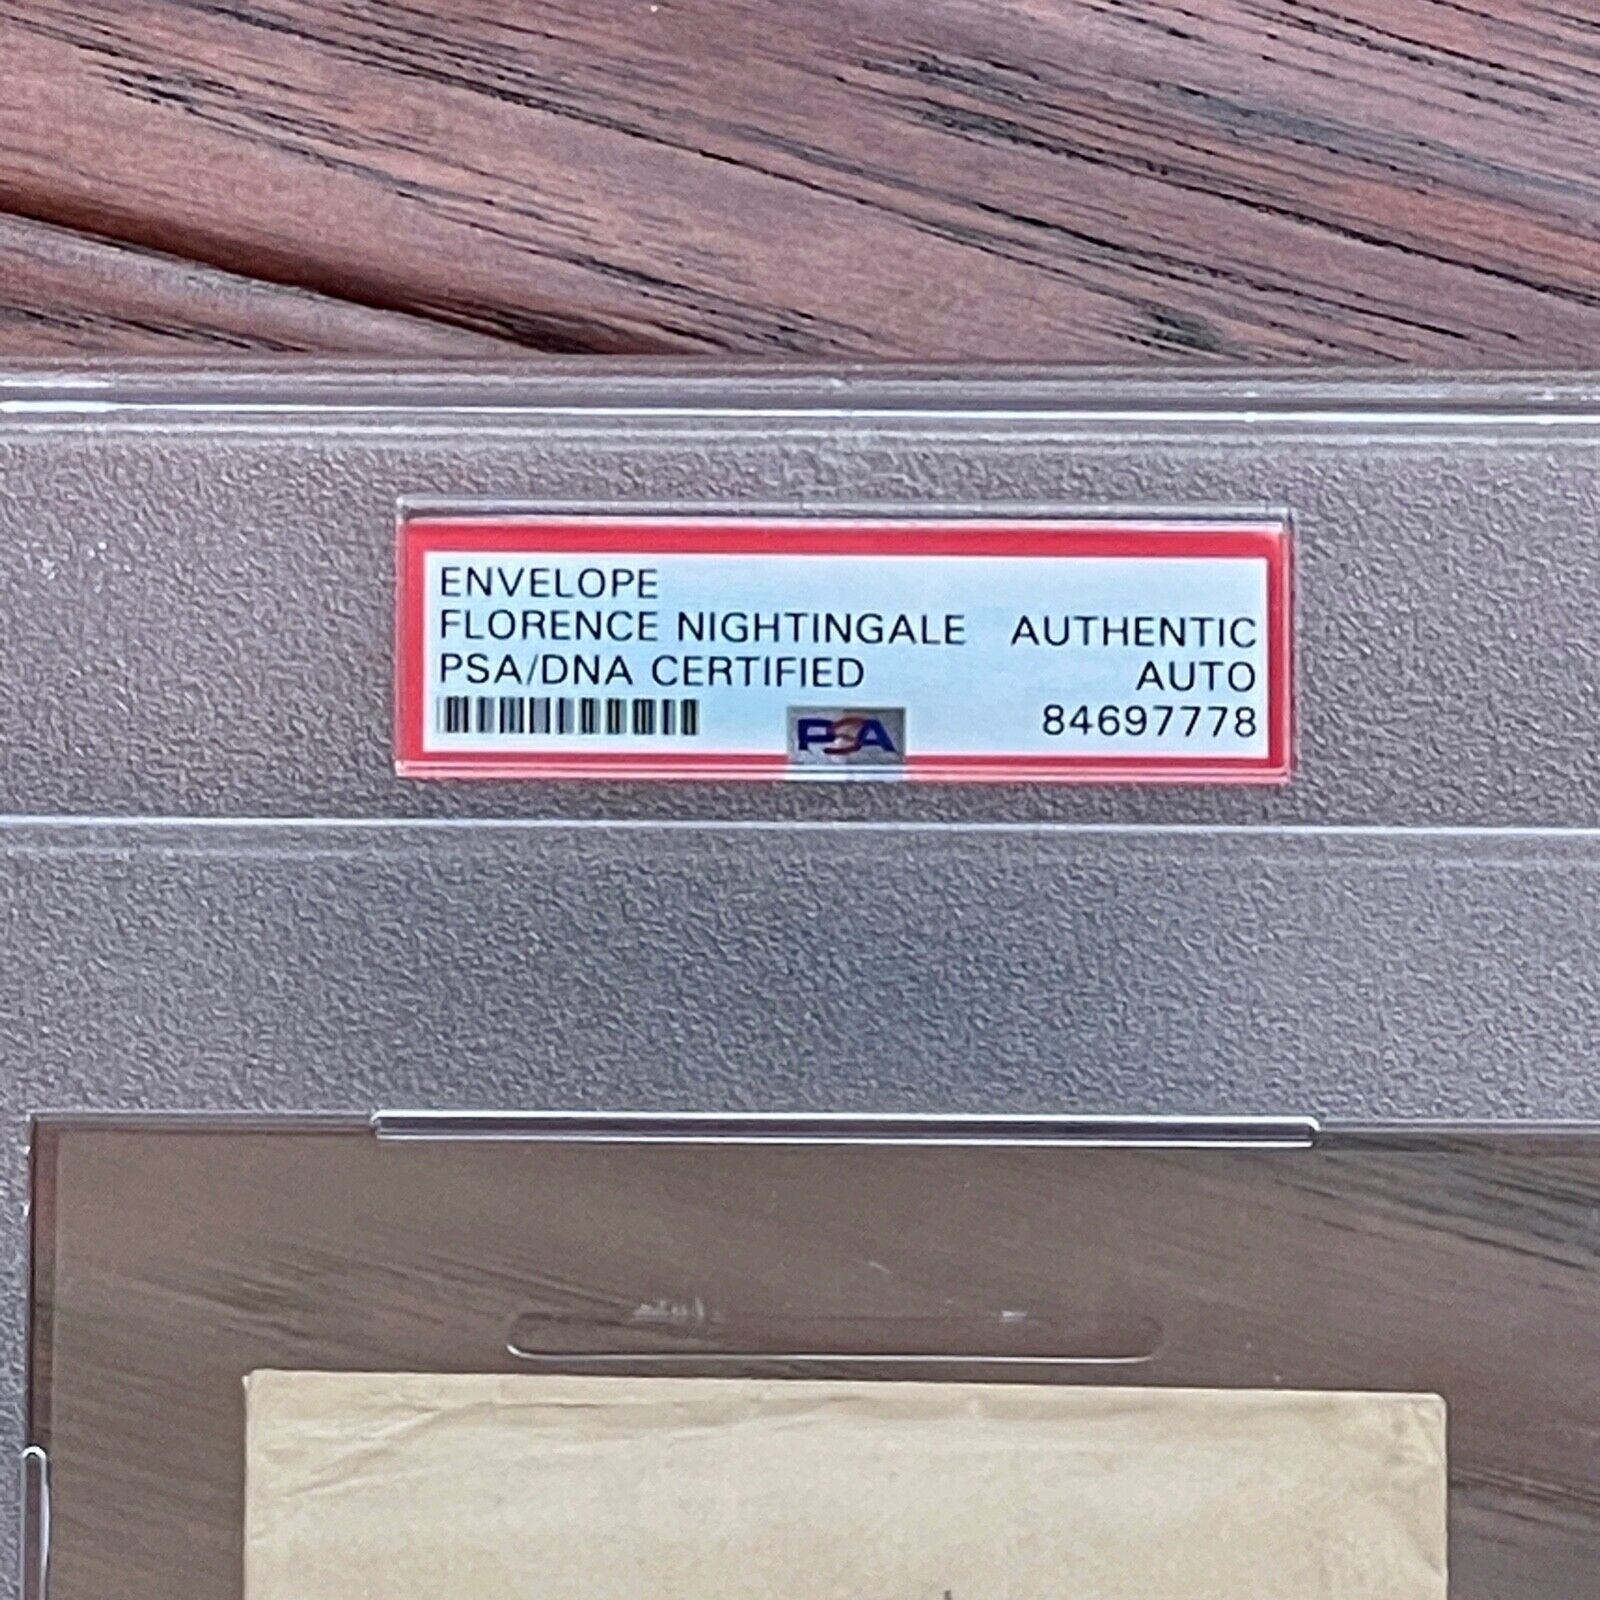 ENVELOPE
FLORENCE NIGHTINGALE AUTHENTIC
PSA/DNA CERTIFIED AUTO
PSA 84697778